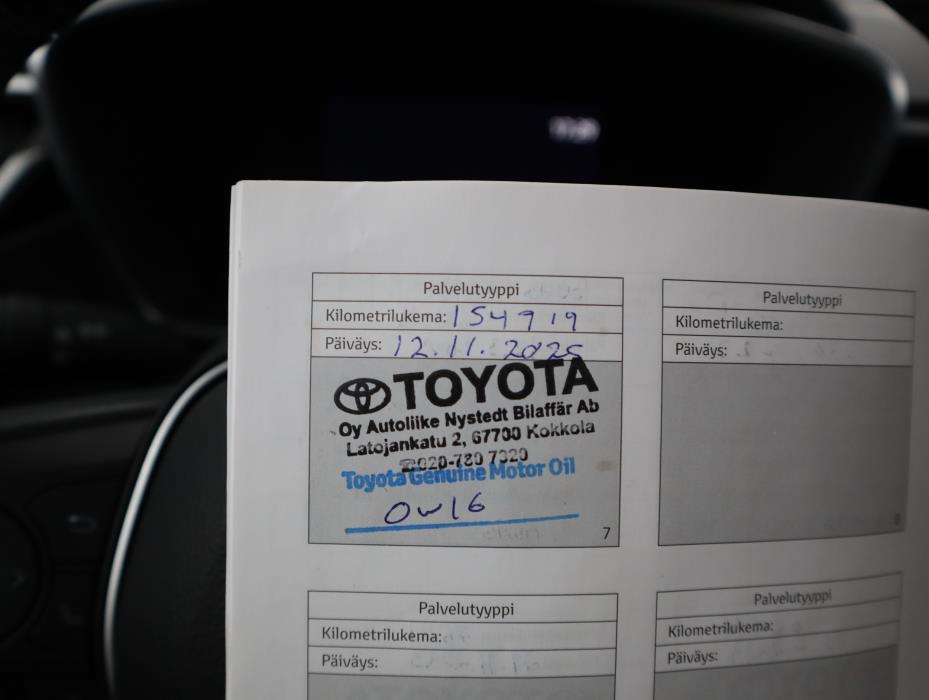 Palvelutyyppi
Kilometrilukema: 154919
Päiväys: 12.11.2025
TOYOTA
Oy Autoliike Nystedt Bilaffär Ab
Latojankatu 2, 67700 Kokkola
☎020-780 7320
Toyota Genuine Motor Oil
0w16
7
Palvelutyyppi
Kilometrilukema:
Päiväys:
Palvelutyyppi
Kilometrilukema:
Päiväys:
Palvelutyyppi
Kilometrilukema:
Päiväys: